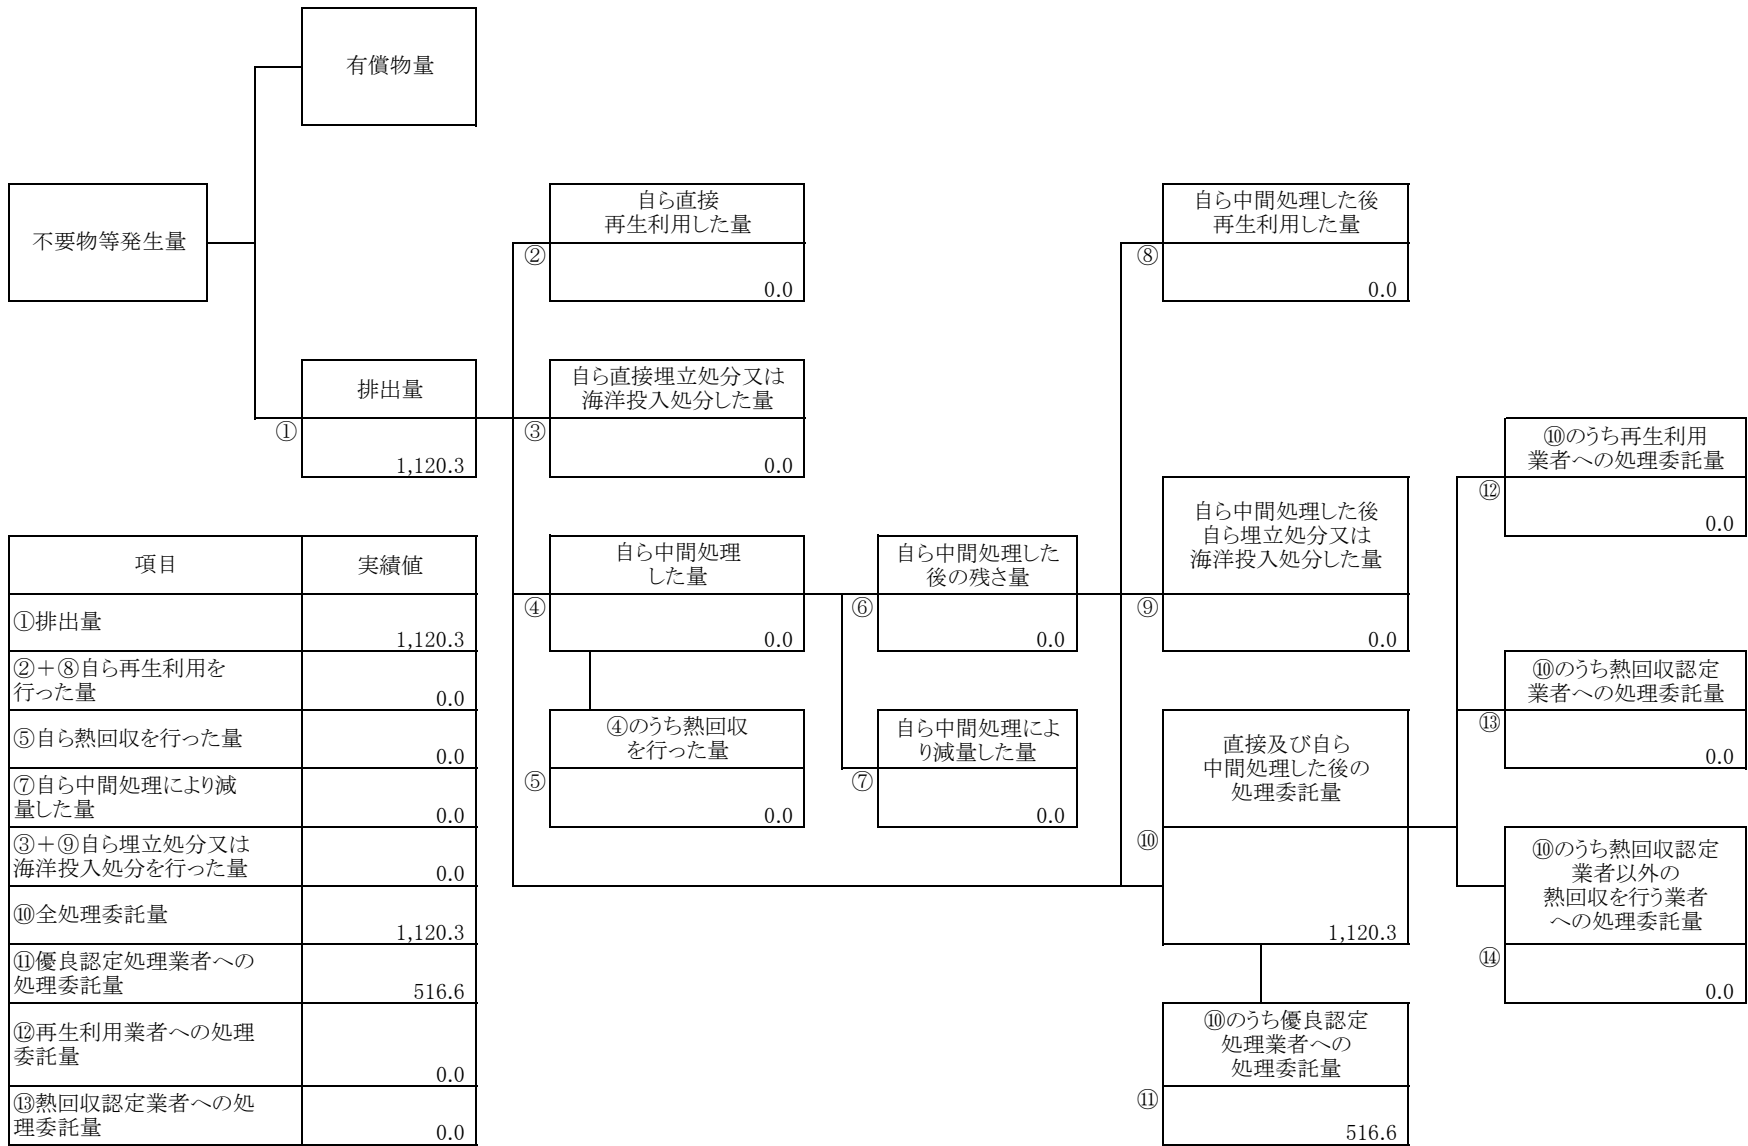 有償物量
不要物等発生量
自ら直接
再生利用した量
②
0.0
自ら中間処理した後
再生利用した量
⑧
0.0
排出量
①
1,120.3
自ら直接埋立処分又は
海洋投入処分した量
③
0.0
自ら中間処理
した量
④
0.0
自ら中間処理した
後の残さ量
⑥
0.0
自ら中間処理した後
自ら埋立処分又は
海洋投入処分した量
⑨
0.0
⑩のうち再生利用
業者への処理委託量
⑫
0.0
④のうち熱回収
を行った量
⑤
0.0
自ら中間処理によ
り減量した量
⑦
0.0
直接及び自ら
中間処理した後の
処理委託量
⑩
1,120.3
⑩のうち熱回収認定
業者への処理委託量
⑬
0.0
⑩のうち熱回収認定
業者以外の
熱回収を行う業者
への処理委託量
⑭
0.0
⑩のうち優良認定
処理業者への
処理委託量
⑪
516.6
項目 実績値
①排出量
1,120.3
②＋⑧自ら再生利用を
行った量
0.0
⑤自ら熱回収を行った量
0.0
⑦自ら中間処理により減
量した量
0.0
③＋⑨自ら埋立処分又は
海洋投入処分を行った量
0.0
⑩全処理委託量
1,120.3
⑪優良認定処理業者への
処理委託量
516.6
⑫再生利用業者への処理
委託量
0.0
⑬熱回収認定業者への処
理委託量
0.0